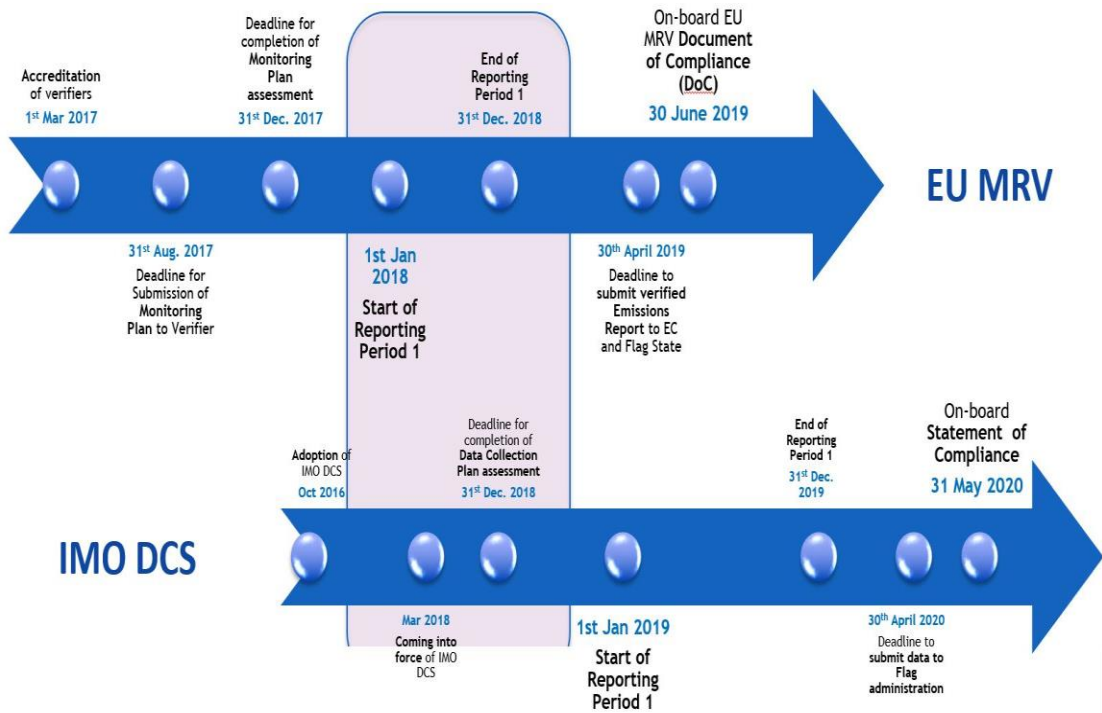 Accreditation
of verifiers
1st Mar 2017
Deadline for
completion of
Monitoring
Plan
assessment
31st Dec. 2017
End of
Reporting
Period 1
31st Dec. 2018
On-board EU
MRV Document
of Compliance
(DoC)
30 June 2019
EU MRV
31st Aug. 2017
Deadline for
Submission of
Monitoring
Plan to Verifier
1st Jan
2018
Start of
Reporting
Period 1
30th April 2019
Deadline to
submit verified
Emissions
Report to EC
and Flag State
Adoption of
IMO DCS
Oct 2016
Deadline for
completion of
Data Collection
Plan assessment
31st Dec. 2018
End of
Reporting
Period 1
31st Dec.
2019
On-board
Statement of
Compliance
31 May 2020
IMO DCS
Mar 2018
Coming into
force of IMO
DCS
1st Jan 2019
Start of
Reporting
Period 1
30th April 2020
Deadline to
submit data to
Flag
administration